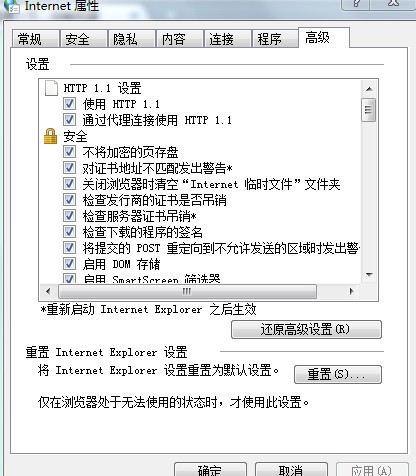 Internet 属性
常规 安全 隐私 内容 连接 程序 高级
设置
HTTP 1.1 设置
使用 HTTP 1.1
通过代理连接使用 HTTP 1.1
安全
不将加密的页存盘
对证书地址不匹配发出警告*
关闭浏览器时清空“Internet 临时文件”文件夹
检查发行商的证书是否吊销
检查服务器证书吊销*
检查下载的程序的签名
将提交的 POST 重定向到不允许发送的区域时发出警
启用 DOM 存储
启用 SmartScreen 筛选器
*重新启动 Internet Explorer 之后生效
还原高级设置(R)
重置 Internet Explorer 设置
将 Internet Explorer 设置重置为默认设置。
重置(S)...
仅在浏览器处于无法使用的状态时，才使用此设置。
确定 取消 应用(A)